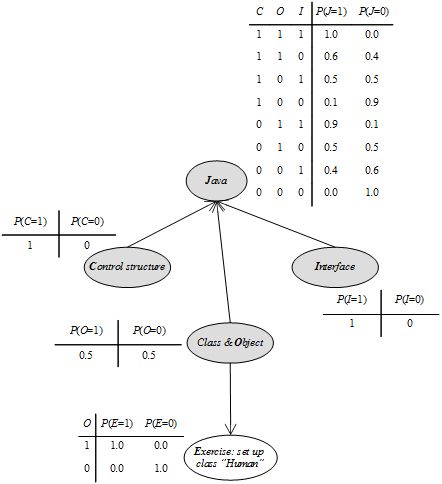 C O I P(J=1) P(J=0)
1 1 1 1.0 0.0
1 1 0 0.6 0.4
1 0 1 0.5 0.5
1 0 0 0.1 0.9
0 1 1 0.9 0.1
0 1 0 0.5 0.5
0 0 1 0.4 0.6
0 0 0 0.0 1.0
Java
P(C=1) P(C=0)
1 0
Control structure
Interface
P(I=1) P(I=0)
1 0
P(O=1) P(O=0)
0.5 0.5
Class & Object
O P(E=1) P(E=0)
1 1.0 0.0
0 0.0 1.0
Exercise: set up
class “Human”